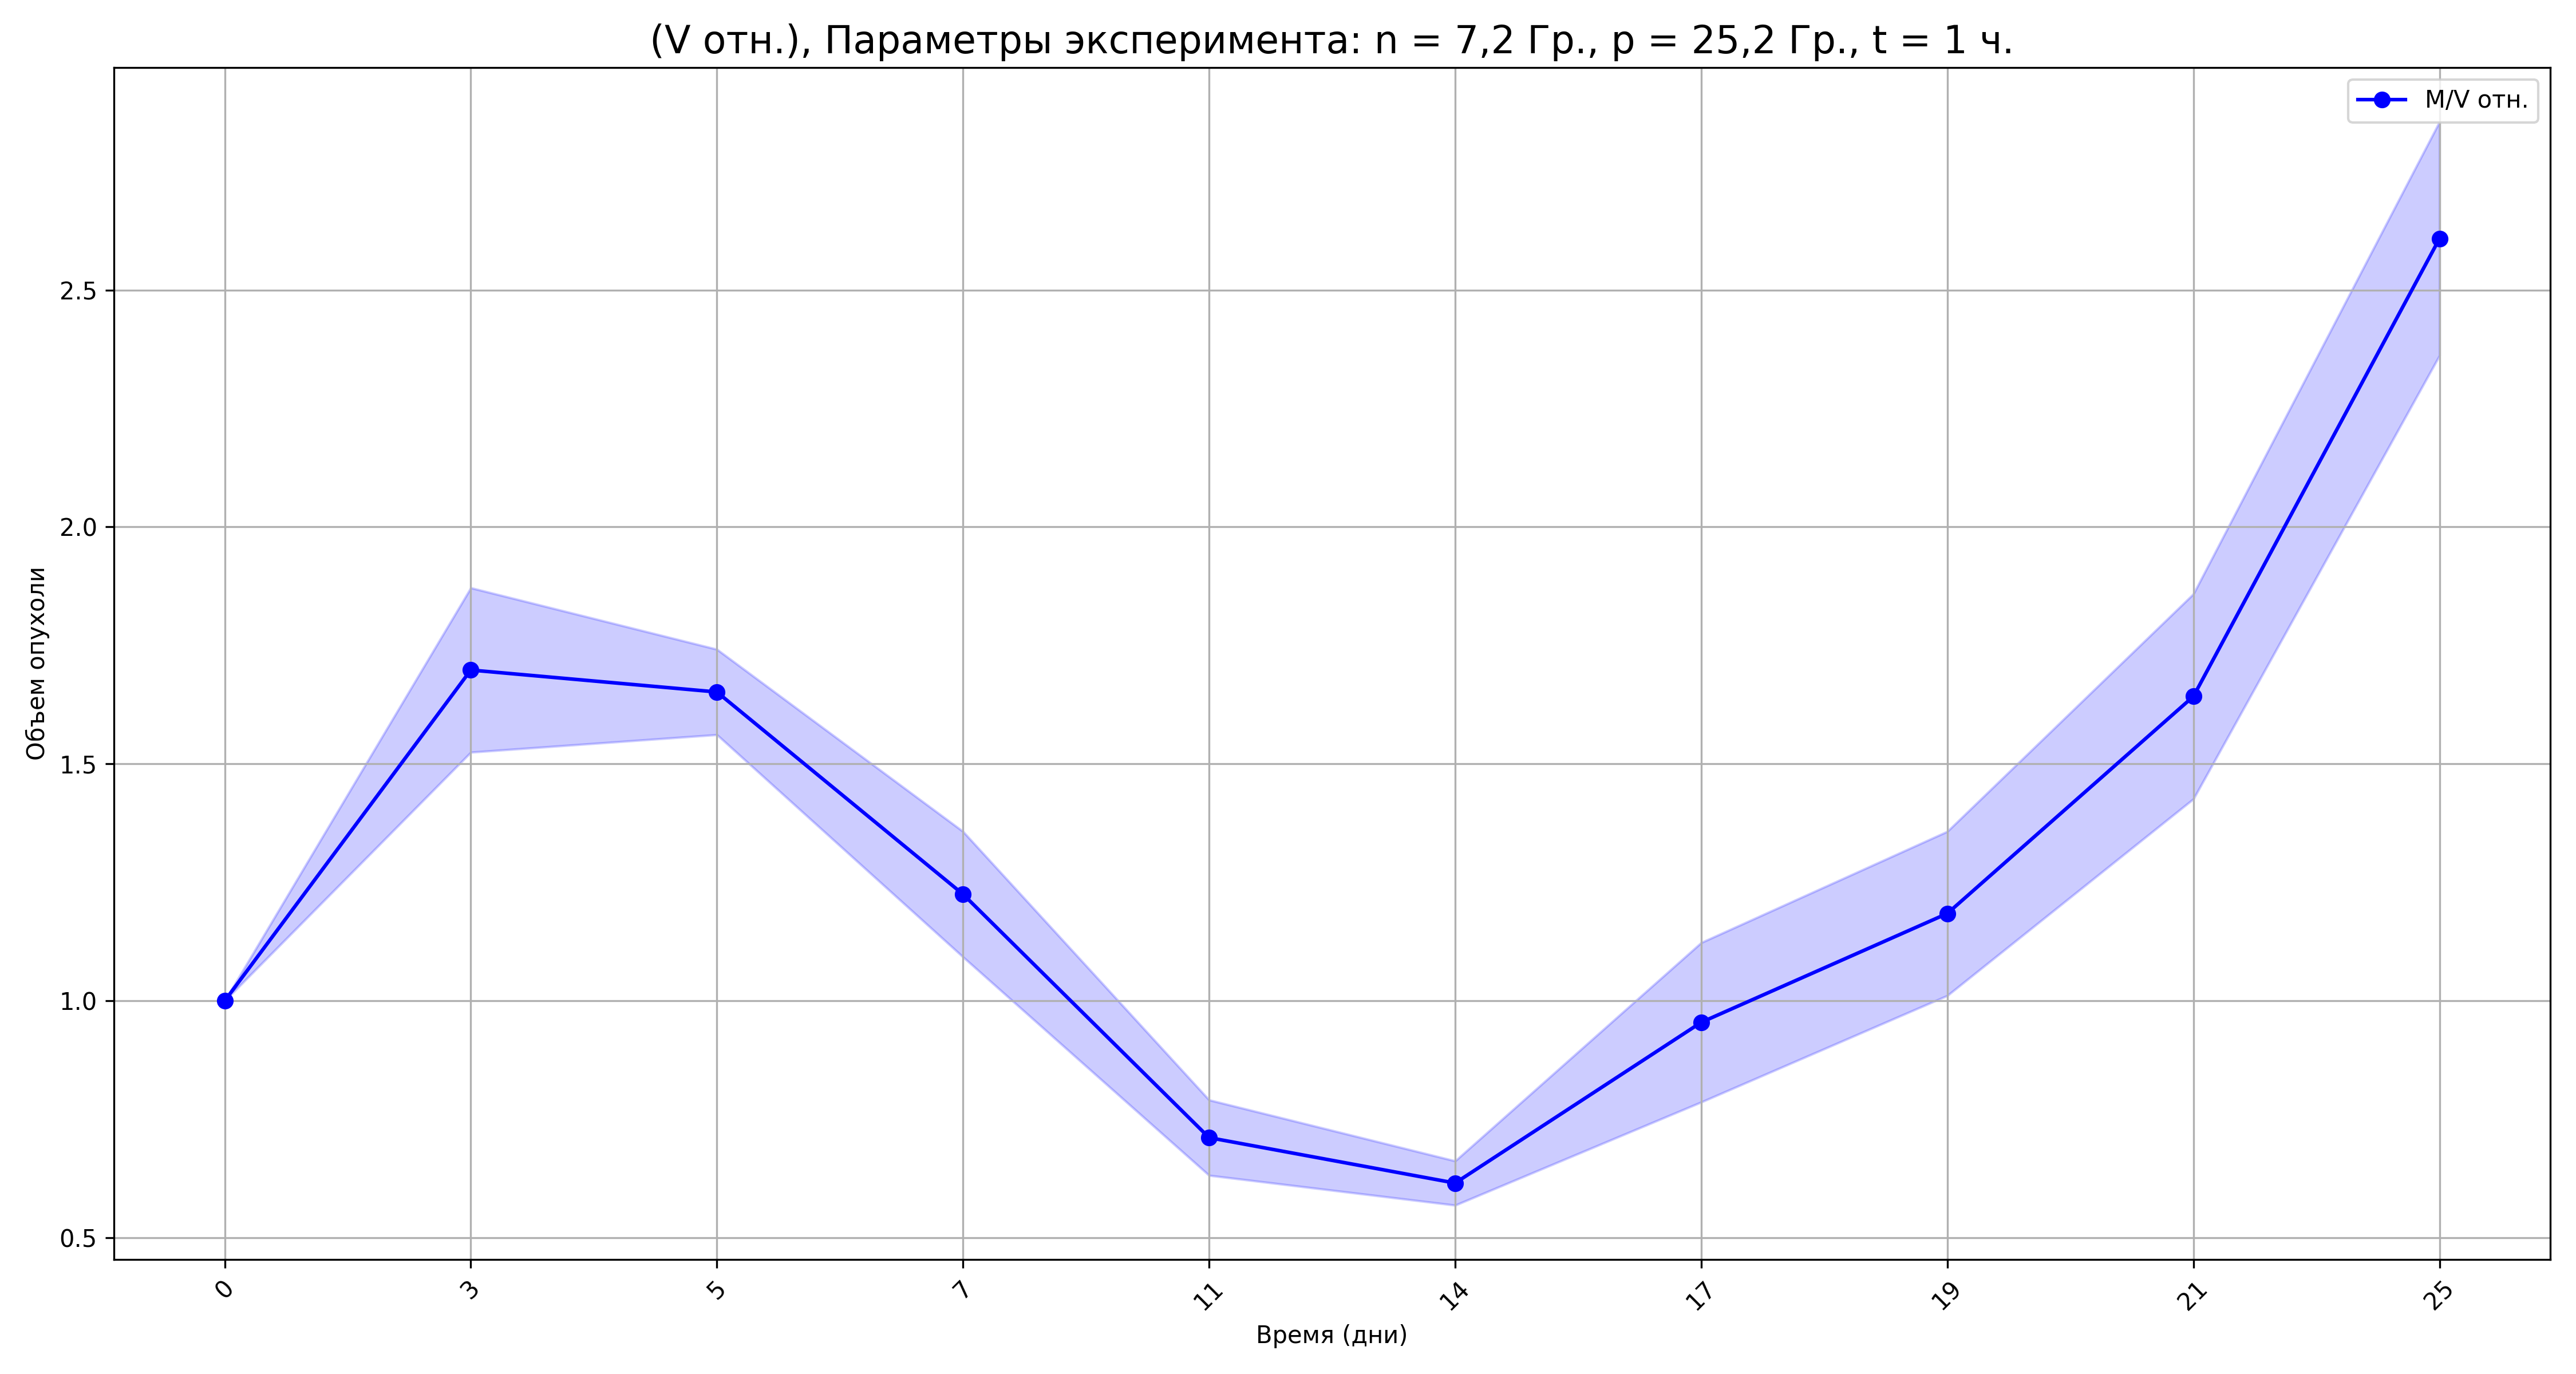 (V отн.), Параметры эксперимента: n = 7,2 Гр., p = 25,2 Гр., t = 1 ч.
M/V отн.
Объем опухоли
2.5
2.0
1.5
1.0
0.5
0 3 5 7 11 14 17 19 21 25
Время (дни)